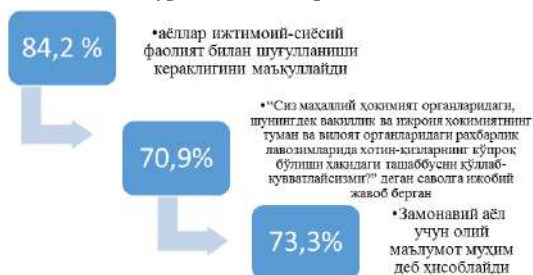 84,2 %
•аёллар ижтимоий-сиёсий
фаолият билан шуғулланиши
кераклигини маъкуллайди
70,9%
•“Сиз маҳаллий ҳокимият органларидаги,
шунингдек вакиллик ва ижроия ҳокимиятнинг
туман ва вилоят органларидаги раҳбарлик
лавозимларида хотин-қизларнинг кўпроқ
бўлиши ҳақидаги ташаббусни қўллаб-
қувватлайсизми?” деган саволга ижобий
жавоб берган
73,3%
•Замонавий аёл
учун олий
маълумот муҳим
деб ҳисоблайди